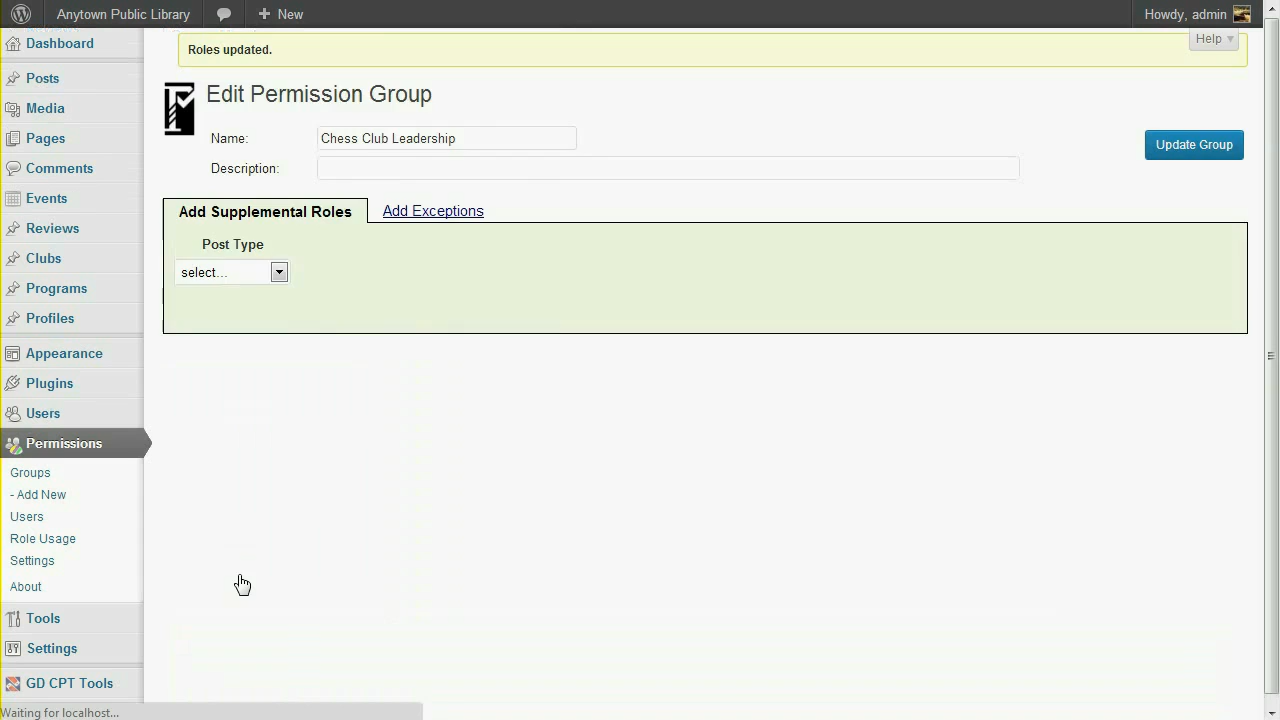 Anytown Public Library
New
Howdy, admin
Dashboard
Posts
Media
Pages
Comments
Events
Reviews
Clubs
Programs
Profiles
Appearance
Plugins
Users
Permissions
Groups
- Add New
Users
Role Usage
Settings
About
Tools
Settings
GD CPT Tools
Roles updated.
Help
Edit Permission Group
Name:
Chess Club Leadership
Update Group
Description:
Add Supplemental Roles
Add Exceptions
Post Type
select...
Waiting for localhost...